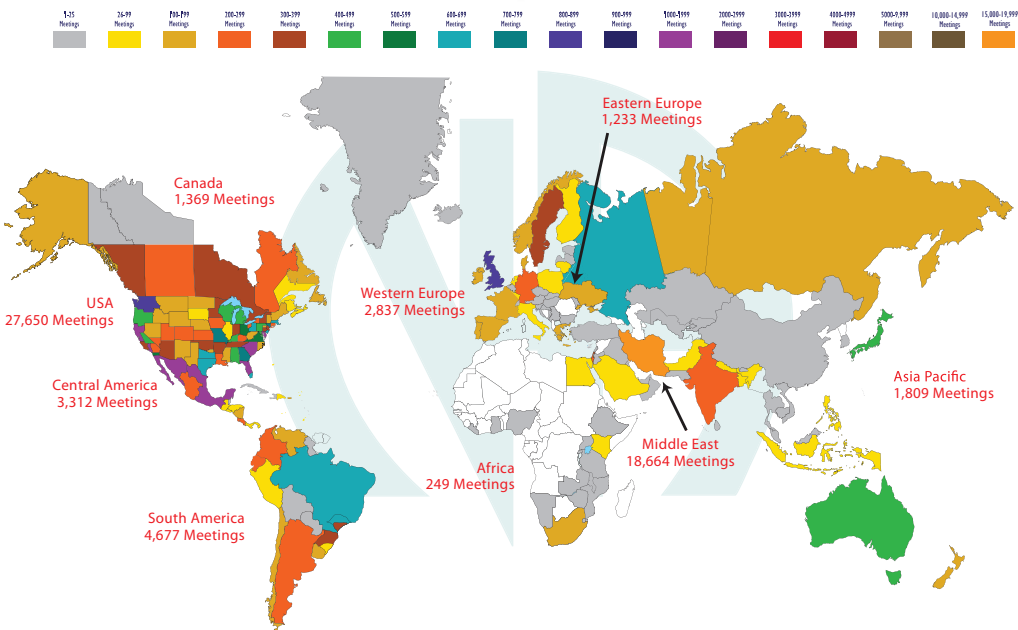 1-25 26-99 100-199 200-299 300-399 400-499 500-599 600-699 700-799 800-899 900-999 1000-1999 2000-2999 3000-3999 4000-4999 5000-9,999 10,000-14,999 15,000-19,999
Meetings Meetings Meetings Meetings Meetings Meetings Meetings Meetings Meetings Meetings Meetings Meetings Meetings Meetings Meetings Meetings Meetings Meetings
Eastern Europe
1,233 Meetings
Canada
1,369 Meetings
USA
27,650 Meetings
Western Europe
2,837 Meetings
Central America
3,312 Meetings
Asia Pacific
1,809 Meetings
Middle East
18,664 Meetings
Africa
249 Meetings
South America
4,677 Meetings